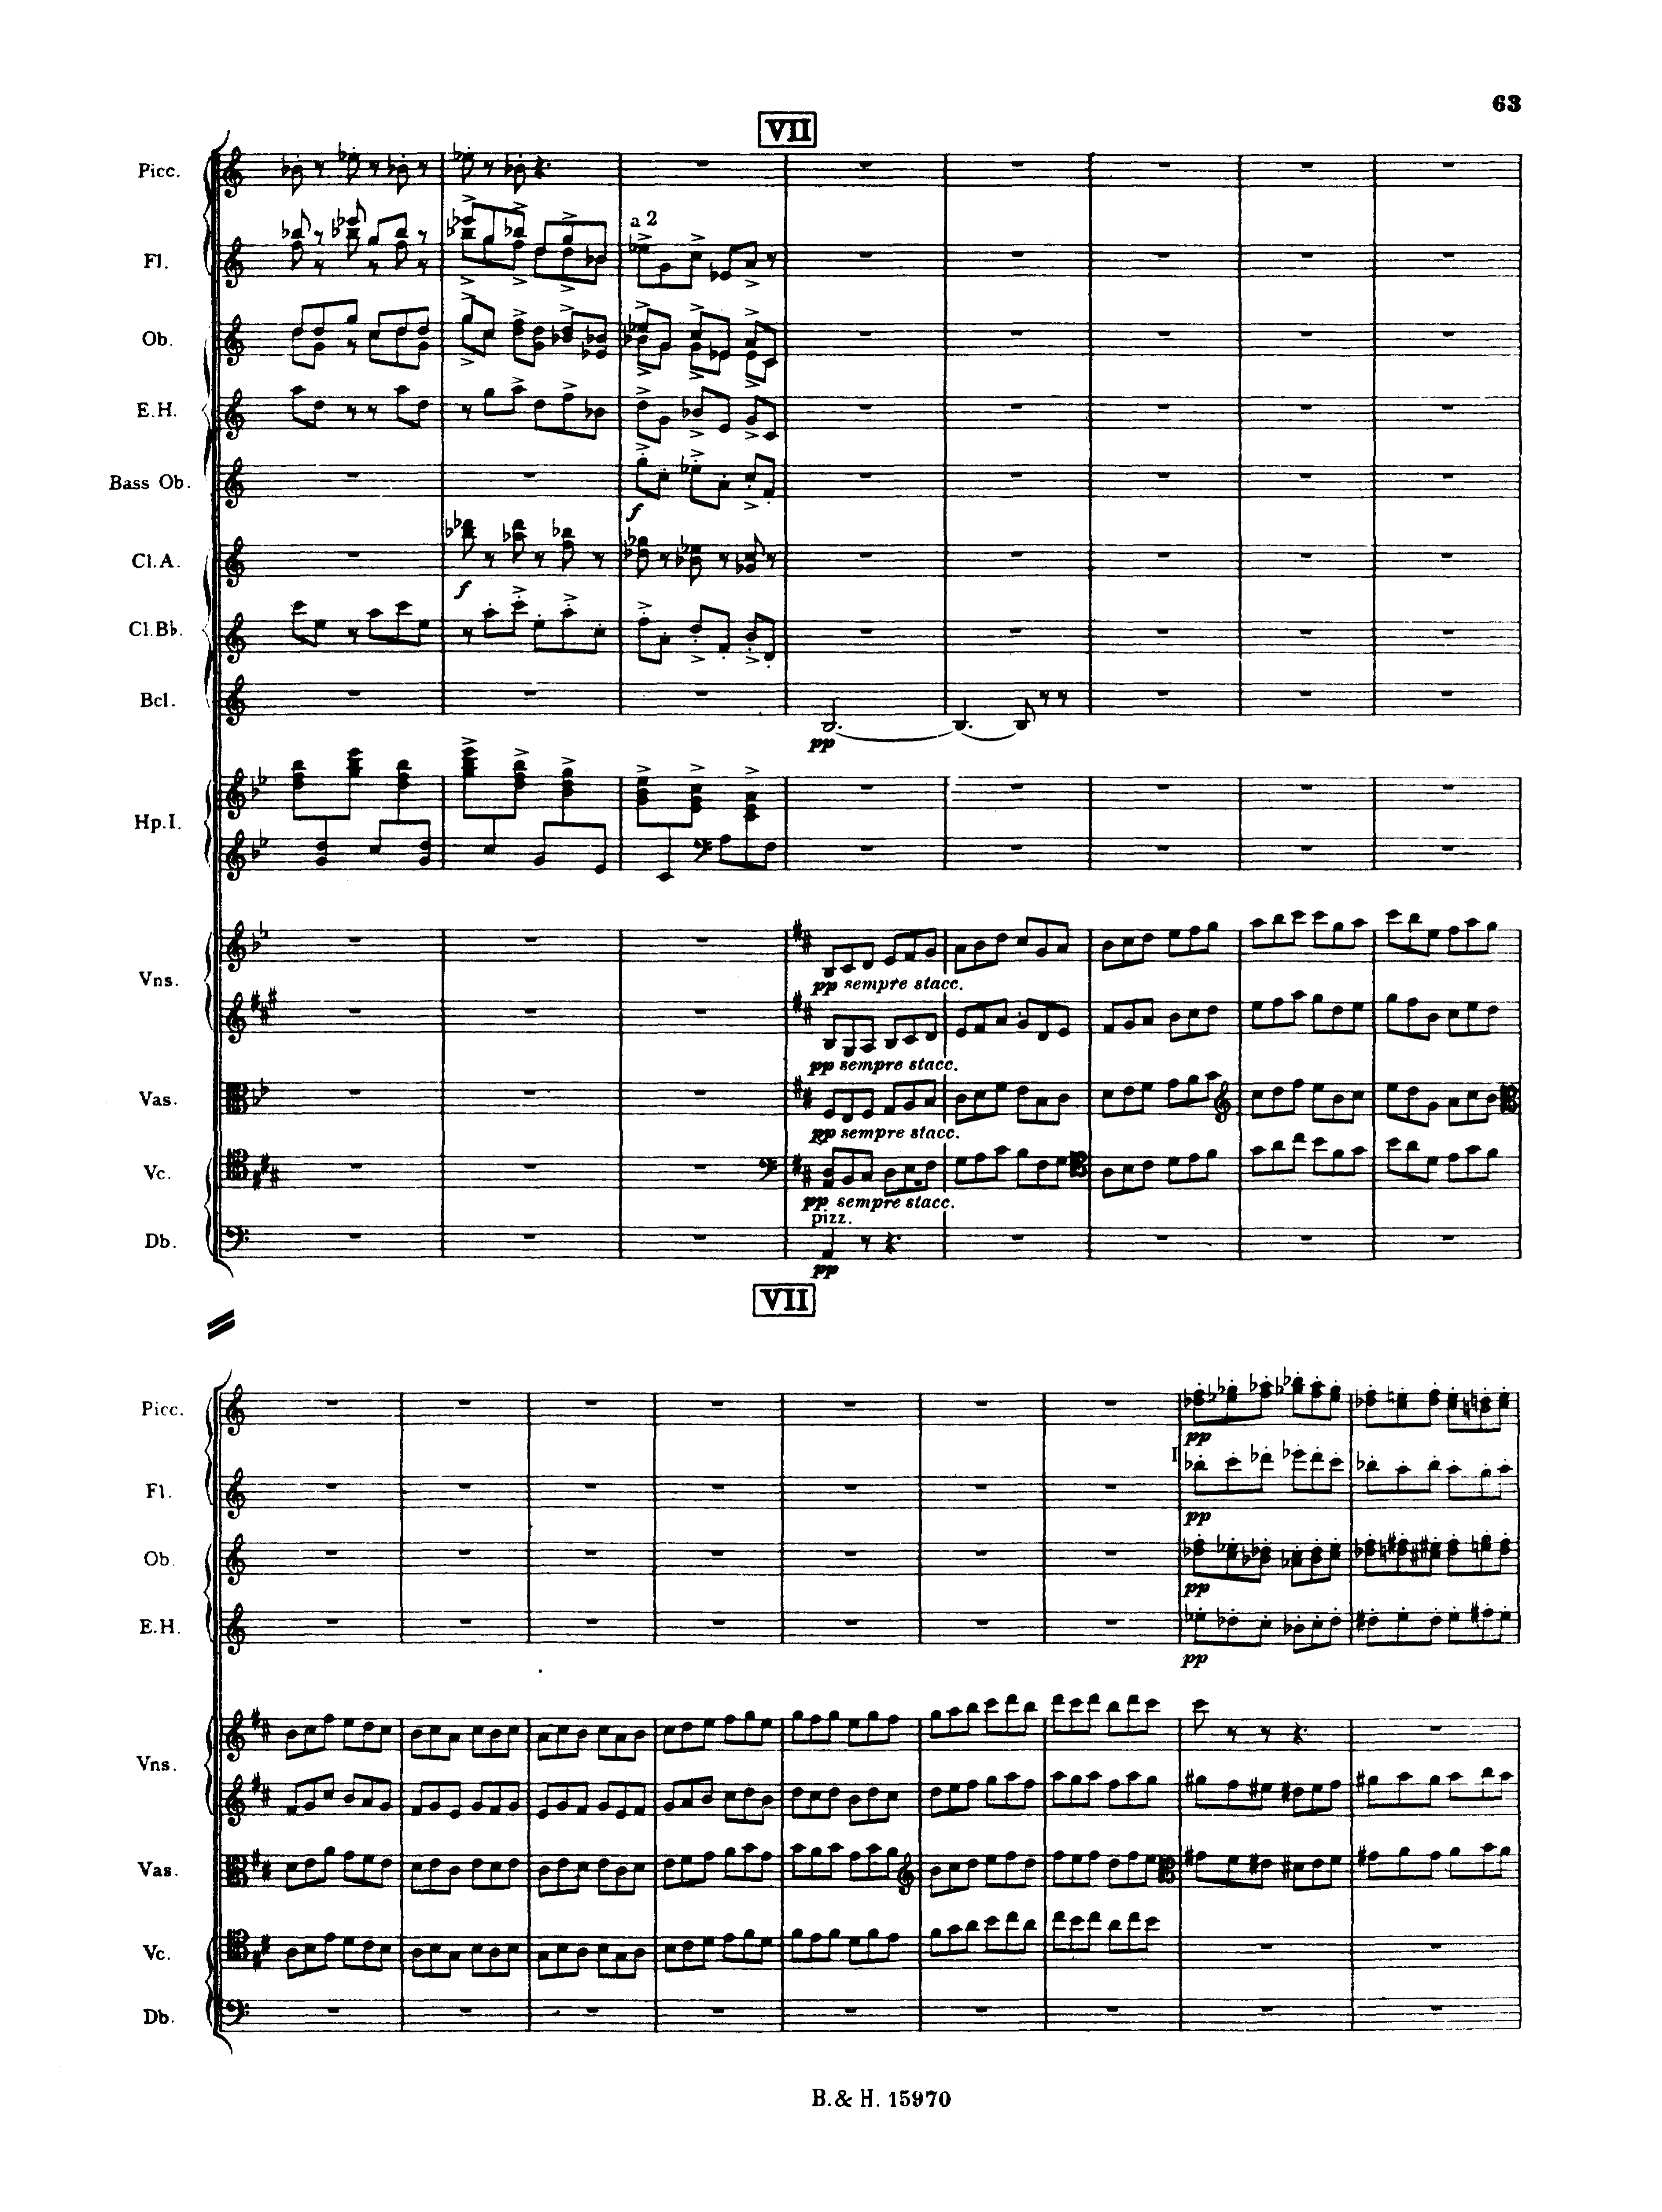 63
VII
Picc.
Fl.
a 2
Ob.
E.H.
Bass Ob.
f
Cl.A.
f
Cl.B♭.
Bcl.
pp
Hp.I.
Vns.
pp sempre stacc.
pp sempre stacc.
Vas.
pp sempre stacc.
Vc.
pp sempre stacc.
pizz.
Db.
pp
VII
Picc.
pp
I
Fl.
pp
Ob.
pp
E.H.
pp
Vns.
Vas.
Vc.
Db.
B. & H. 15970